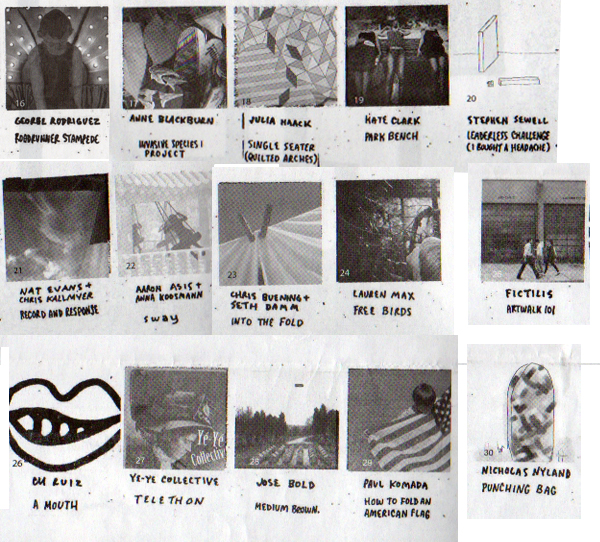 16
GEORGE RODRIGUEZ
ROADRUNNER STAMPEDE
17
ANNE BLACKBURN
INVASIVE SPECIES
PROJECT
18
JULIA HAACK
SINGLE SEATER
(QUILTED ARCHES)
19
KATE CLARK
PARK BENCH
20
STEPHEN SEWELL
LEADERLESS CHALLENGE
(I BOUGHT A HEADACHE)
21
NAT EVANS +
CHRIS KALLMYER
RECORD AND RESPONSE
22
AARON ASIS +
ANNA KOOSMANN
SWAY
23
CHRIS BUENING +
SETH DAMM
INTO THE FOLD
24
LAUREN MAX
FREE BIRDS
25
FICTILIS
ARTWALK 101
26
RUIZ
A MOUTH
27
Yé-Yé
Collective
YE-YE COLLECTIVE
TELETHON
28
JOSE BOLD
MEDIUM BROWN.
29
PAUL KOMADA
HOW TO FOLD AN
AMERICAN FLAG
30
NICHOLAS NYLAND
PUNCHING BAG